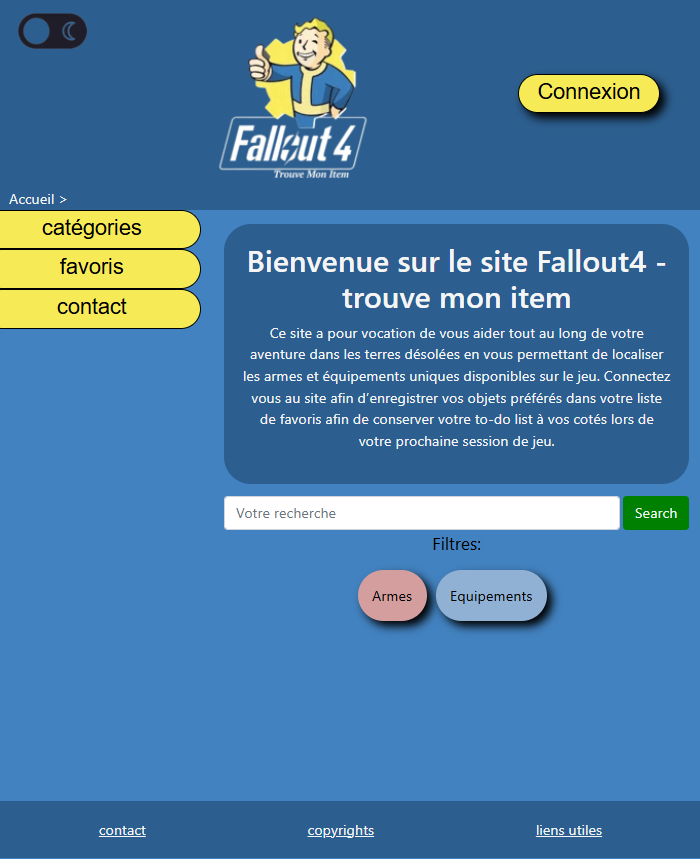 Connexion
Fallout 4
Trouve Mon Item
Accueil >
catégories
favoris
contact
Bienvenue sur le site Fallout4 -
trouve mon item
Ce site a pour vocation de vous aider tout au long de votre
aventure dans les terres désolées en vous permettant de localiser
les armes et équipements uniques disponibles sur le jeu. Connectez
vous au site afin d’enregistrer vos objets préférés dans votre liste
de favoris afin de conserver votre to-do list à vos cotés lors de
votre prochaine session de jeu.
Votre recherche
Search
Filtres:
Armes
Equipements
contact
copyrights
liens utiles